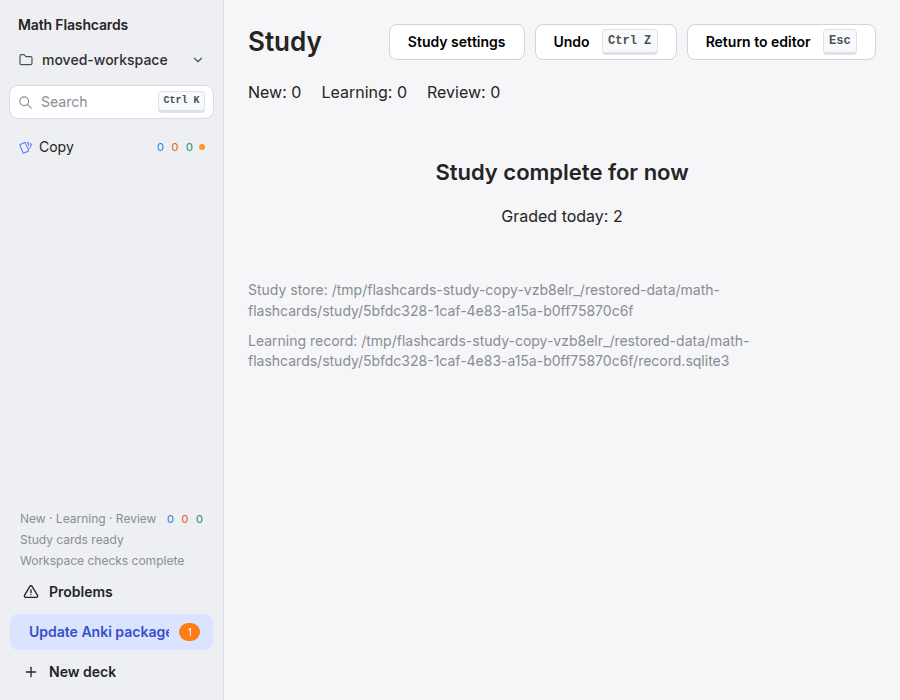 Math Flashcards
moved-workspace
Search Ctrl K
Copy 0 0 0
New · Learning · Review 0 0 0
Study cards ready
Workspace checks complete
Problems
Update Anki package 1
New deck
Study
Study settings
Undo Ctrl Z
Return to editor Esc
New: 0 Learning: 0 Review: 0
Study complete for now
Graded today: 2
Study store: /tmp/flashcards-study-copy-vzb8elr_/restored-data/math-
flashcards/study/5bfdc328-1caf-4e83-a15a-b0ff75870c6f
Learning record: /tmp/flashcards-study-copy-vzb8elr_/restored-data/math-
flashcards/study/5bfdc328-1caf-4e83-a15a-b0ff75870c6f/record.sqlite3